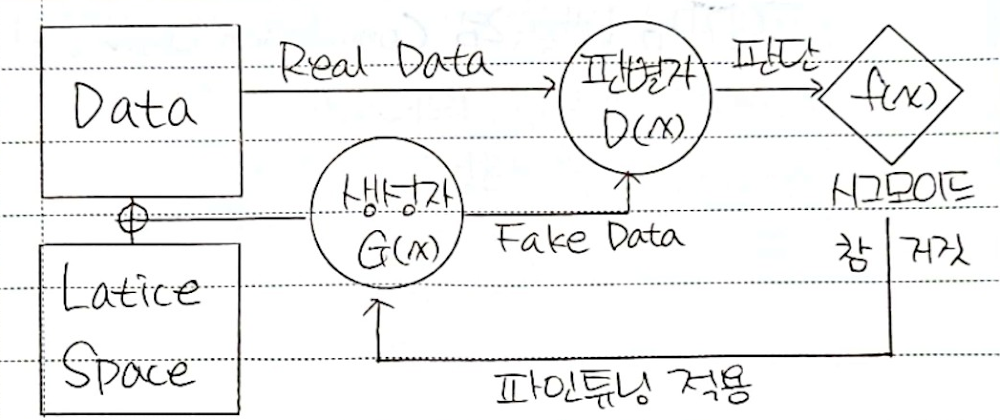 Data
Real Data
판별자
D(x)
판단
f(x)
시그모이드
참
거짓
생성자
G(x)
Fake Data
Latice
Space
파인튜닝 적용